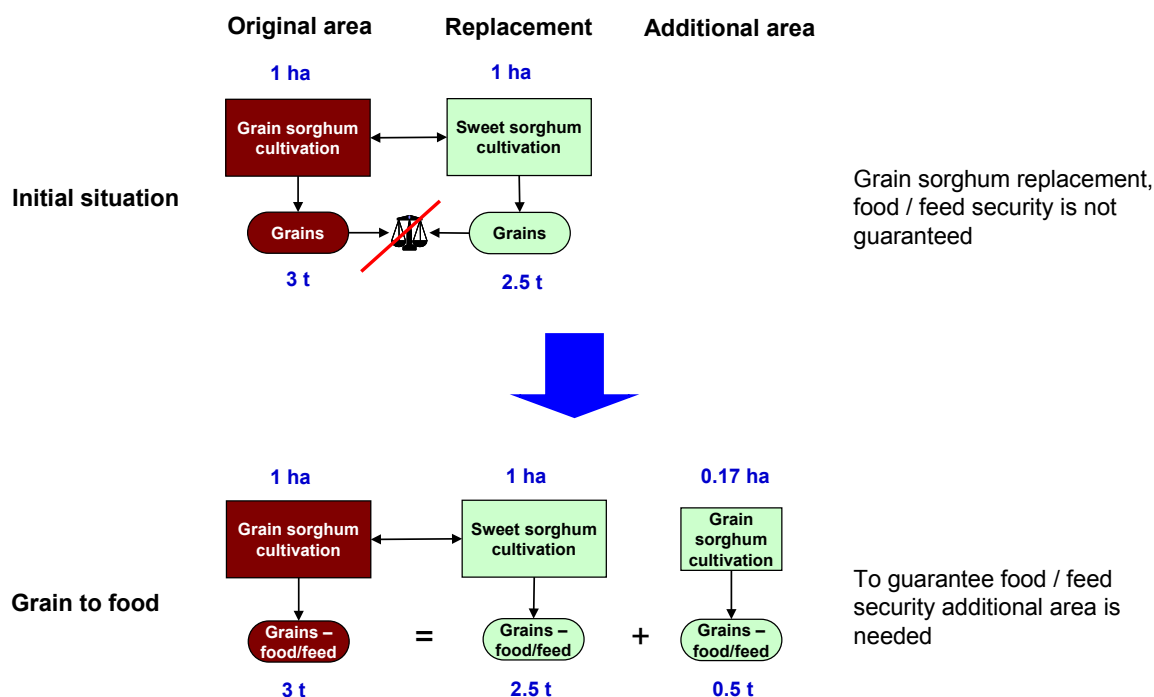 Original area
Replacement
Additional area
1 ha
1 ha
Grain sorghum
cultivation
Sweet sorghum
cultivation
Initial situation
Grain sorghum replacement,
food / feed security is not
guaranteed
Grains
Grains
3 t
2.5 t
1 ha
1 ha
0.17 ha
Grain sorghum
cultivation
Sweet sorghum
cultivation
Grain
sorghum
cultivation
Grain to food
To guarantee food / feed
security additional area is
needed
Grains –
food/feed
=
Grains –
food/feed
+
Grains –
food/feed
3 t
2.5 t
0.5 t